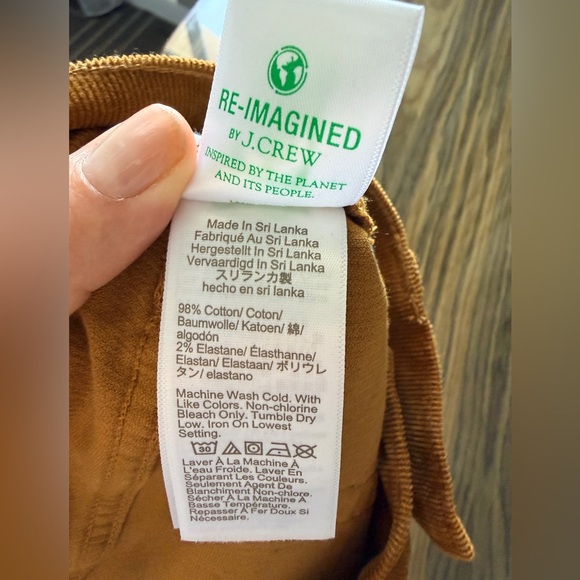 RE-IMAGINED
BY J.CREW
INSPIRED BY THE PLANET
AND ITS PEOPLE.
Made In Sri Lanka
Fabriqué Au Sri Lanka
Hergestellt In Sri Lanka
Vervaardigd In Sri Lanka
スリランカ製
hecho en sri lanka
98% Cotton/ Coton/
Baumwolle/ Katoen/ 綿/
algodón
2% Elastane/ Élasthanne/
Elastan/ Elastaan/ ポリウレ
タン/ elastano
Machine Wash Cold. With
Like Colors. Non-chlorine
Bleach Only. Tumble Dry
Low. Iron On Lowest
Setting.
30
Laver À La Machine À
L'eau Froide. Laver En
Séparant Les Couleurs.
Seulement Agent De
Blanchiment Non-chlore.
Sécher À La Machine À
Basse Température.
Repasser À Fer Doux Si
Nécessaire.